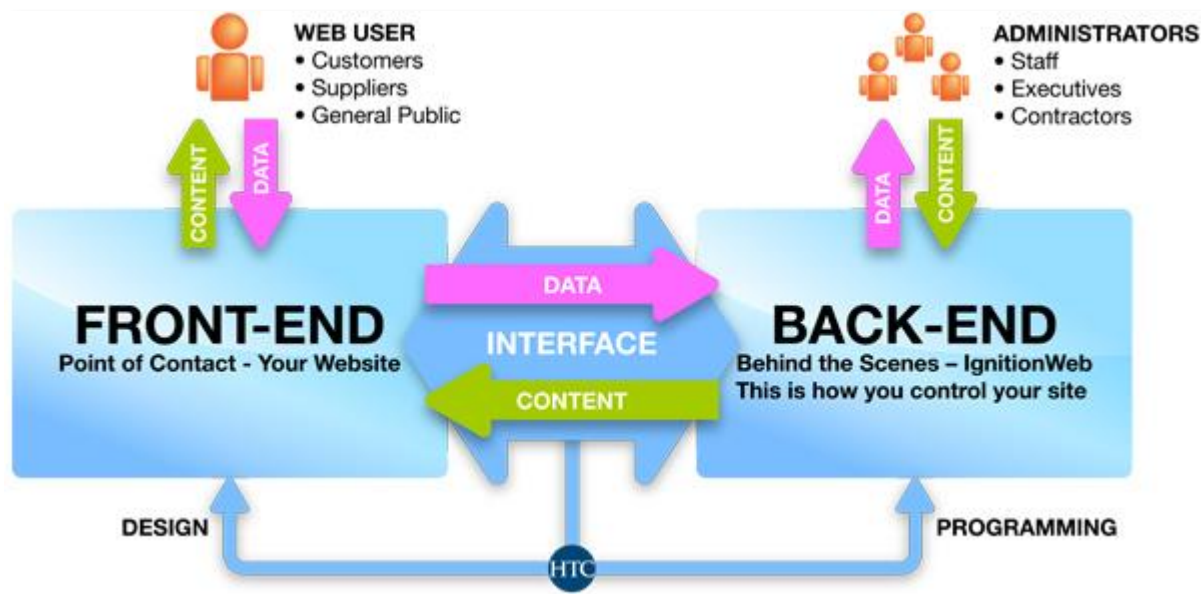 WEB USER
• Customers
• Suppliers
• General Public
ADMINISTRATORS
• Staff
• Executives
• Contractors
CONTENT
DATA
DATA
CONTENT
FRONT-END
Point of Contact - Your Website
DATA
INTERFACE
CONTENT
BACK-END
Behind the Scenes – IgnitionWeb
This is how you control your site
DESIGN
PROGRAMMING
HTC